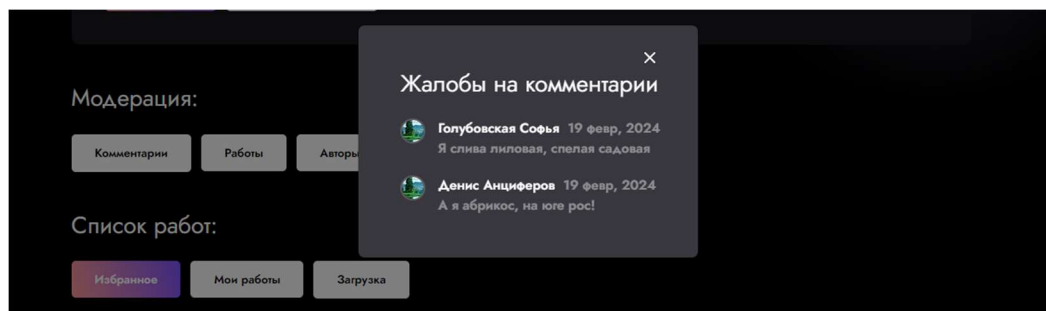 Жалобы на комментарии
Голубовская Софья 19 февр, 2024
Я слива лиловая, спелая садовая
Денис Анциферов 19 февр, 2024
А я абрикос, на юге рос!
Модерация:
Комментарии Работы Авторы
Список работ:
Избранное Мои работы Загрузка